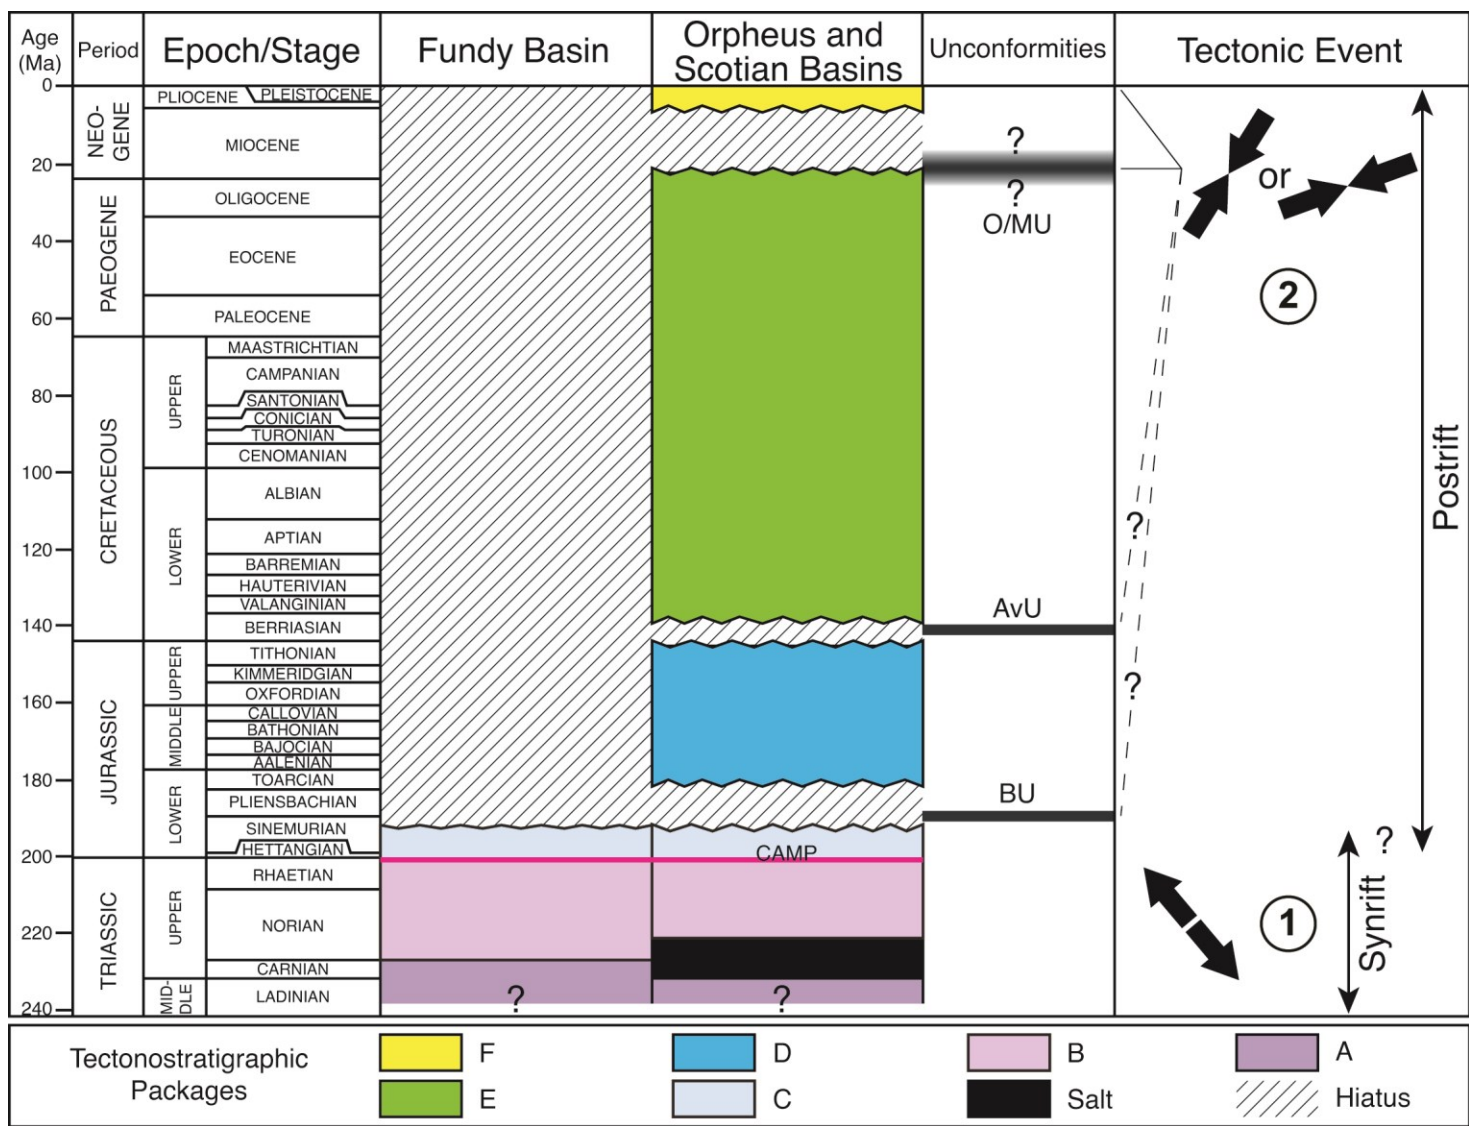 Age
(Ma)
Period
Epoch/Stage
Fundy Basin
Orpheus and
Scotian Basins
Unconformities
Tectonic Event
0
20
40
60
80
100
120
140
160
180
200
220
240
NEO-
GENE
PAEOGENE
CRETACEOUS
JURASSIC
TRIASSIC
UPPER
LOWER
UPPER
MIDDLE
LOWER
UPPER
MID-
DLE
PLIOCENE
PLEISTOCENE
MIOCENE
OLIGOCENE
EOCENE
PALEOCENE
MAASTRICHTIAN
CAMPANIAN
SANTONIAN
CONICIAN
TURONIAN
CENOMANIAN
ALBIAN
APTIAN
BARREMIAN
HAUTERIVIAN
VALANGINIAN
BERRIASIAN
TITHONIAN
KIMMERIDGIAN
OXFORDIAN
CALLOVIAN
BATHONIAN
BAJOCIAN
AALENIAN
TOARCIAN
PLIENSBACHIAN
SINEMURIAN
HETTANGIAN
RHAETIAN
NORIAN
CARNIAN
LADINIAN
?
CAMP
?
?
?
O/MU
AvU
BU
or
2
?
?
1
Postrift
?
Synrift
Tectonostratigraphic
Packages
F
D
B
A
E
C
Salt
Hiatus